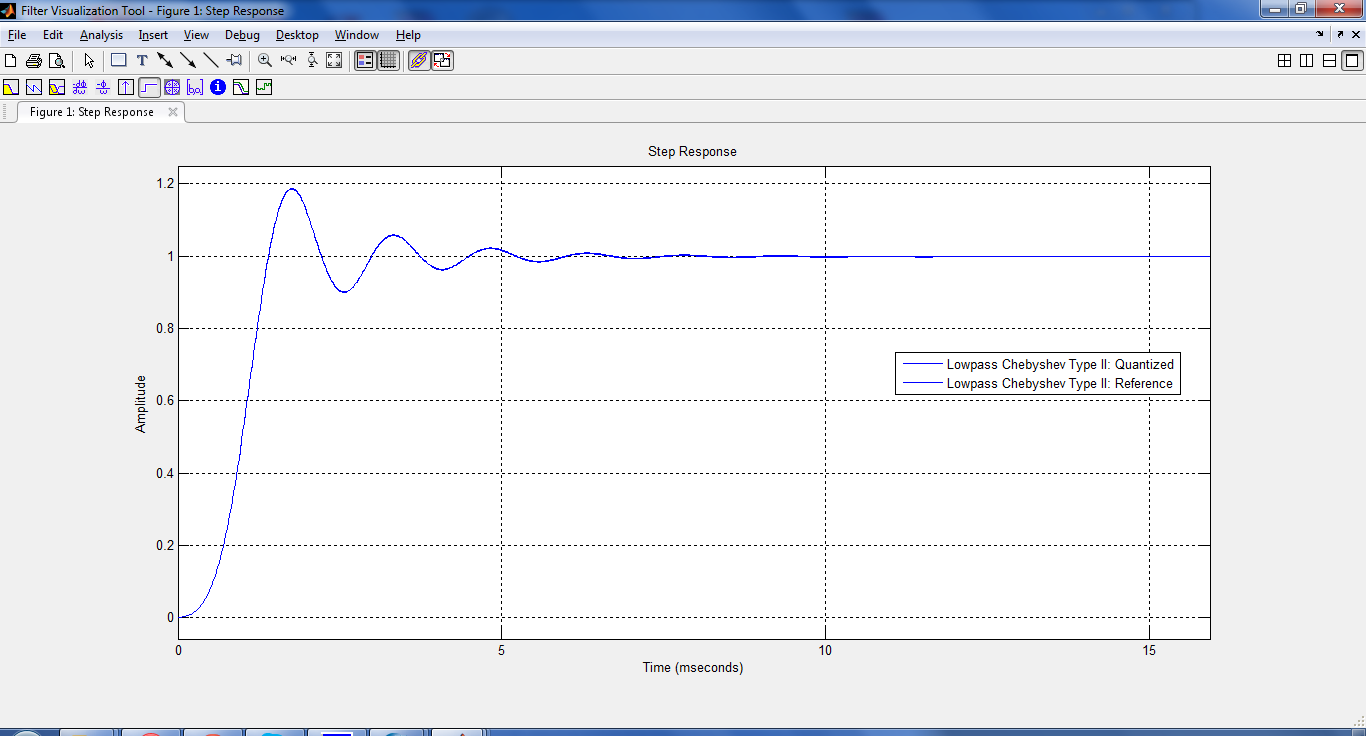 Filter Visualization Tool - Figure 1: Step Response
File Edit Analysis Insert View Debug Desktop Window Help
Figure 1: Step Response
Step Response
1.2
1
0.8
0.6
0.4
0.2
0
Amplitude
Lowpass Chebyshev Type II: Quantized
Lowpass Chebyshev Type II: Reference
0 5 10 15
Time (mseconds)